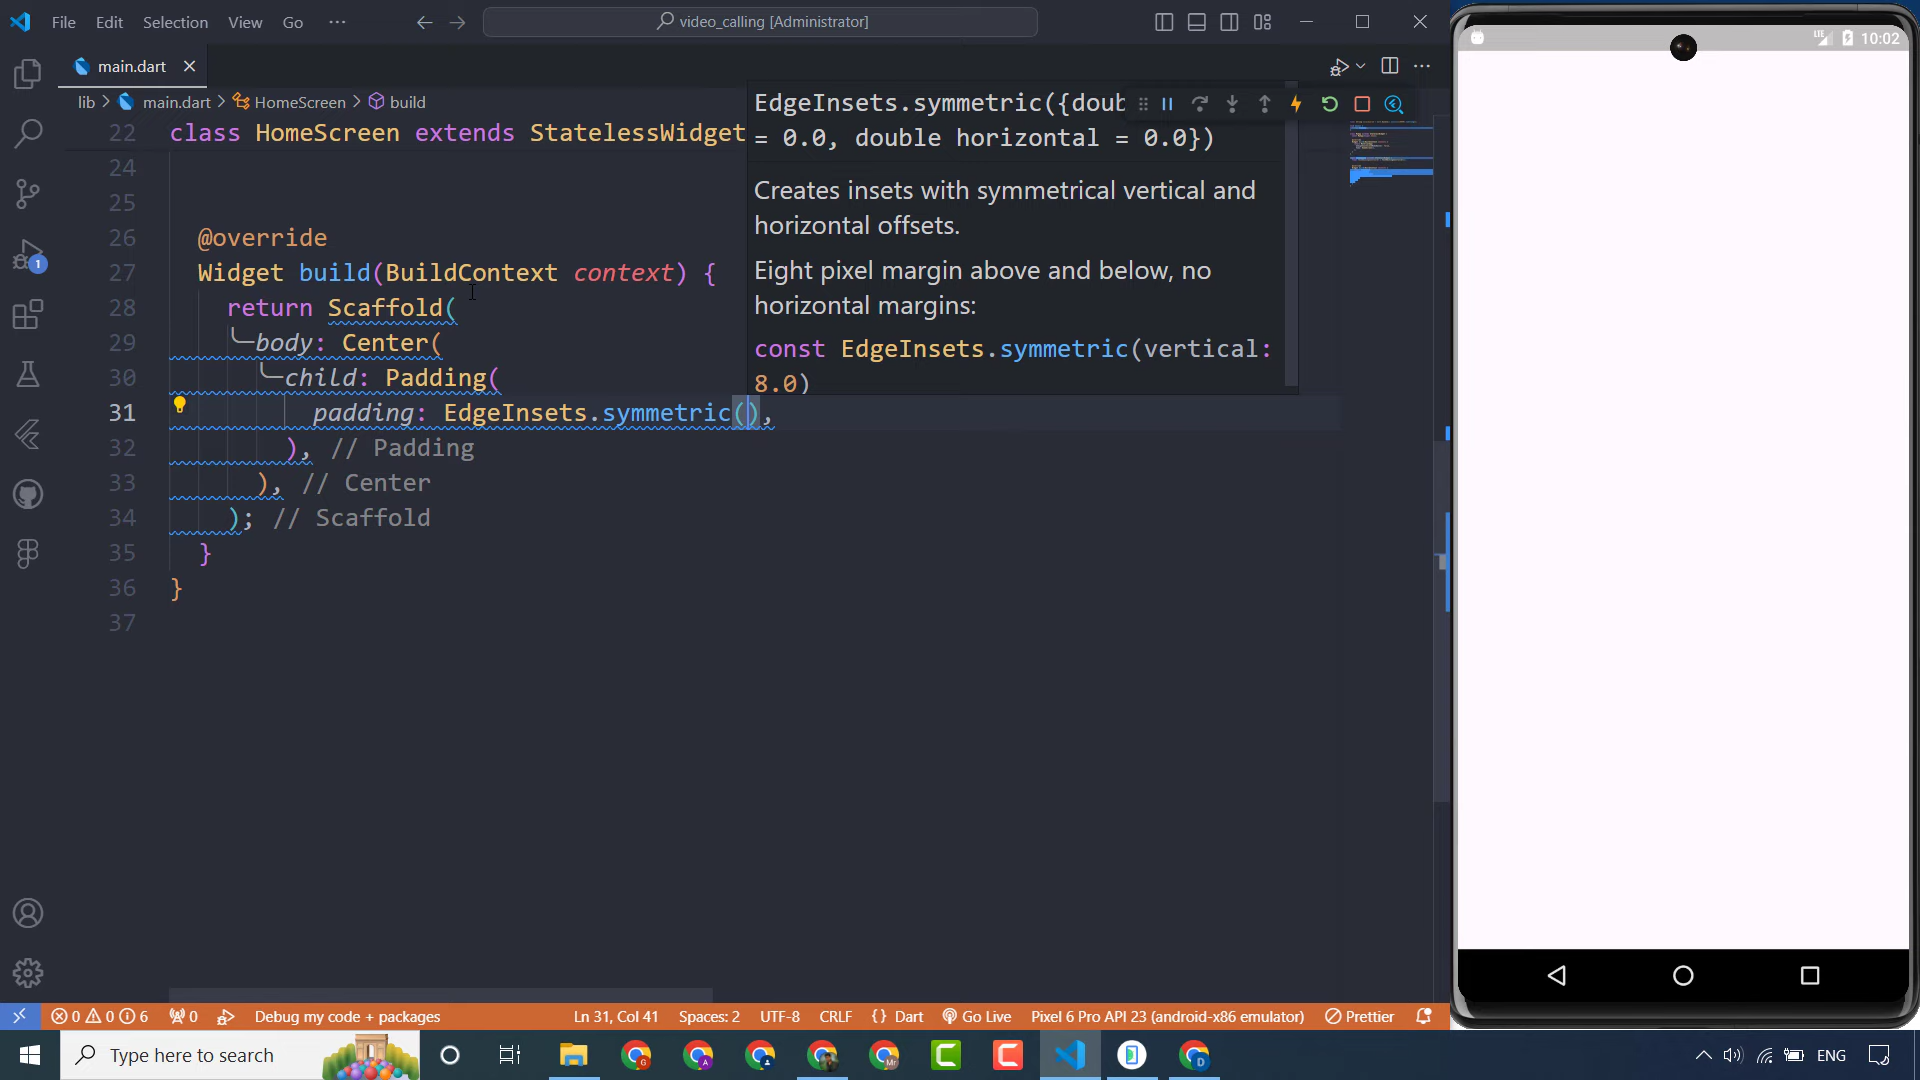 File Edit Selection View Go ··· video_calling [Administrator]
main.dart
lib > main.dart > HomeScreen > build
22 class HomeScreen extends StatelessWidget
24
25
26 @override
27 Widget build(BuildContext context) {
28 return Scaffold(
29 body: Center(
30 child: Padding(
31 padding: EdgeInsets.symmetric(),
32 ), // Padding
33 ), // Center
34 ); // Scaffold
35 }
36 }
37
EdgeInsets.symmetric({doub
= 0.0, double horizontal = 0.0})
Creates insets with symmetrical vertical and
horizontal offsets.
Eight pixel margin above and below, no
horizontal margins:
const EdgeInsets.symmetric(vertical:
8.0)
1
LTE 10:02
0 0 6 0 Debug my code + packages Ln 31, Col 41 Spaces: 2 UTF-8 CRLF {} Dart Go Live Pixel 6 Pro API 23 (android-x86 emulator) Prettier
Type here to search
ENG